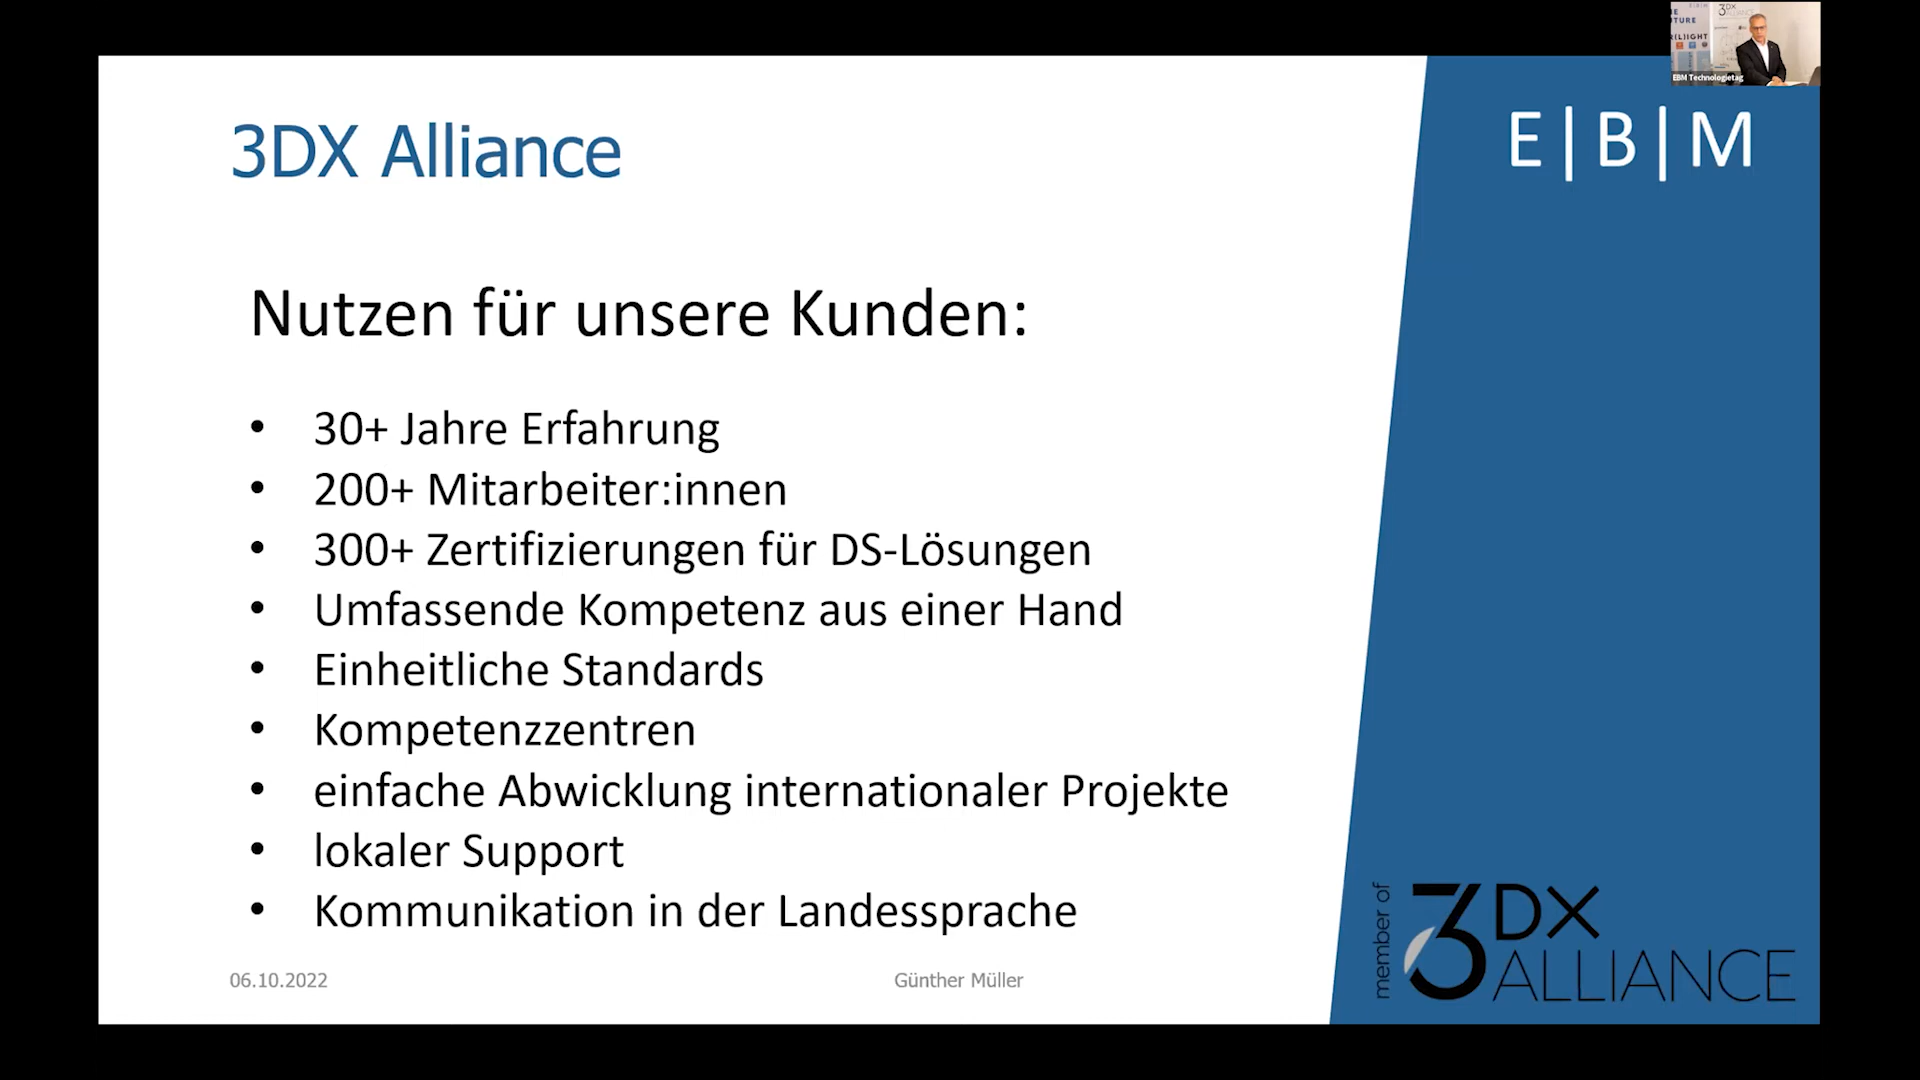 3DX Alliance
E|B|M
Nutzen für unsere Kunden:
• 30+ Jahre Erfahrung
• 200+ Mitarbeiter:innen
• 300+ Zertifizierungen für DS-Lösungen
• Umfassende Kompetenz aus einer Hand
• Einheitliche Standards
• Kompetenzzentren
• einfache Abwicklung internationaler Projekte
• lokaler Support
• Kommunikation in der Landessprache
06.10.2022
Günther Müller
member of
3DX
ALLIANCE
3DX
EBM Technologietag